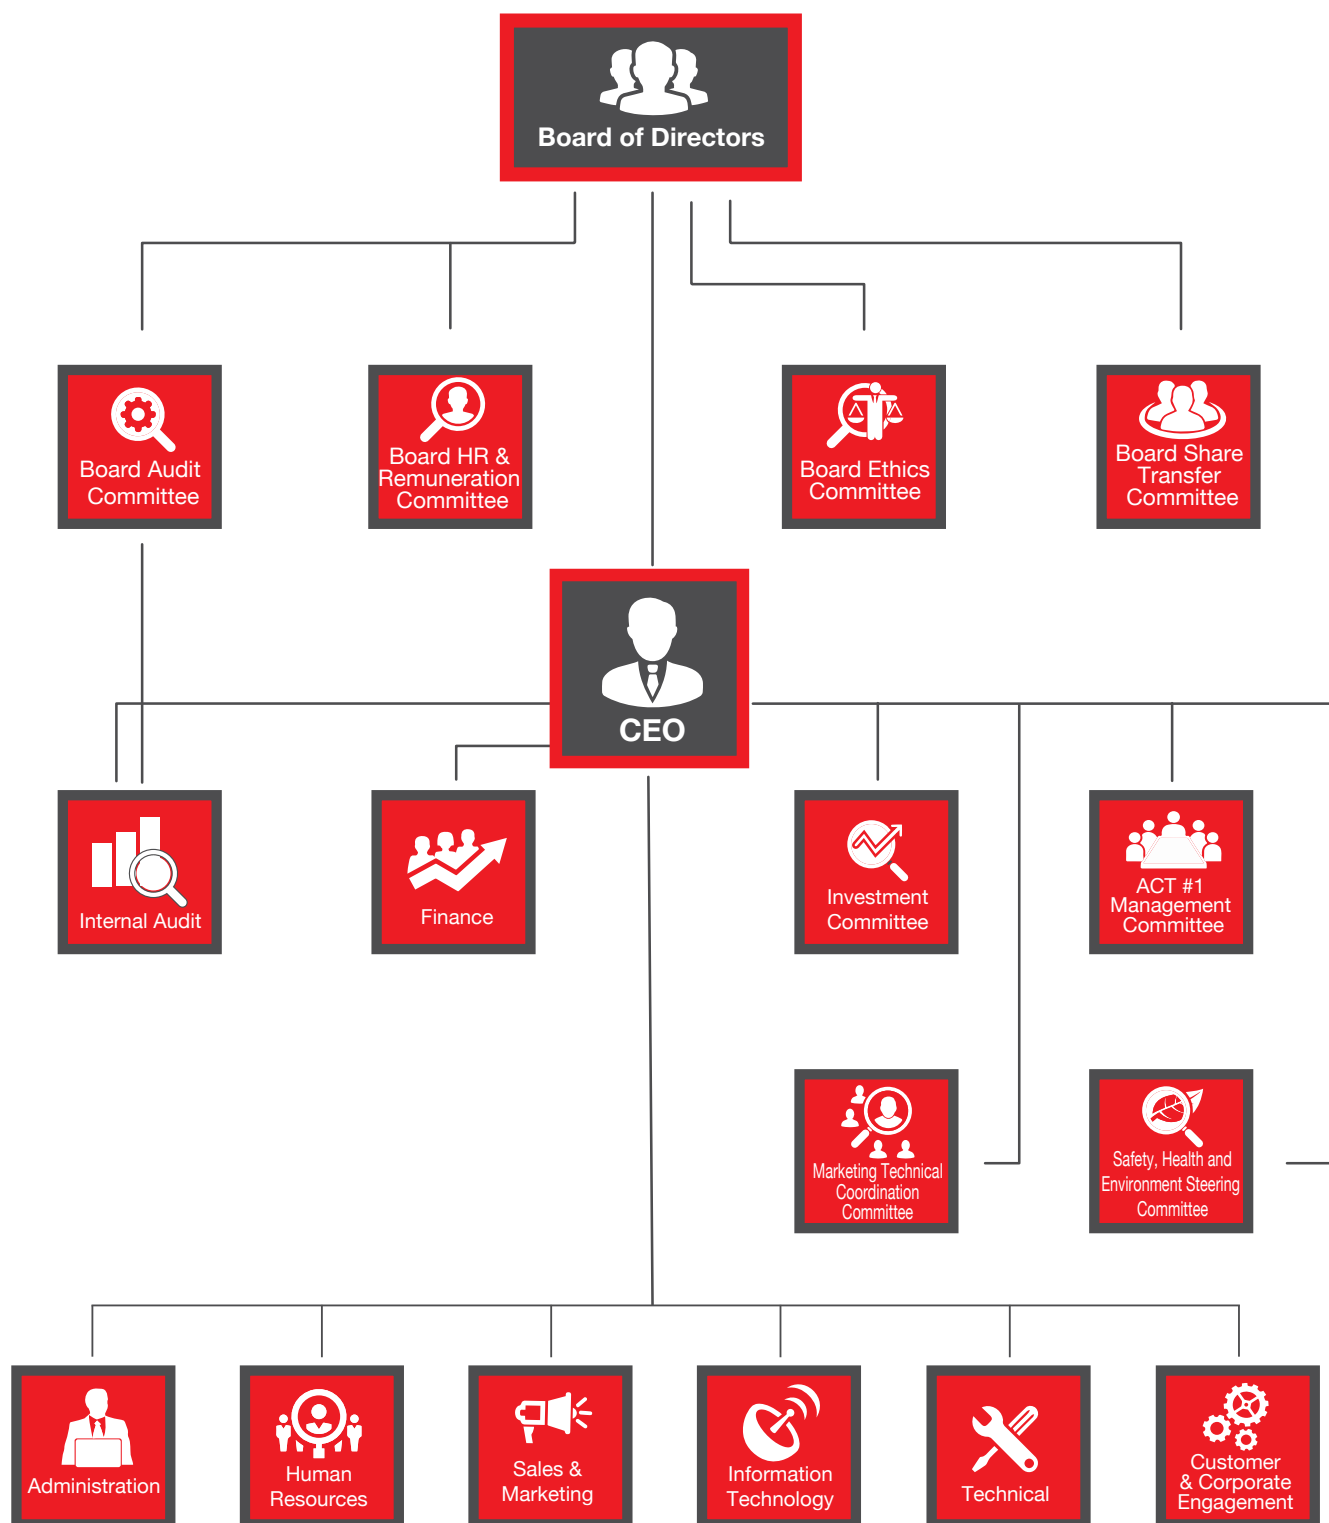 Board of Directors
Board Audit
Committee
Board HR &
Remuneration
Committee
Board Ethics
Committee
Board Share
Transfer
Committee
CEO
Internal Audit
Finance
Investment
Committee
ACT #1
Management
Committee
Marketing Technical
Coordination
Committee
Safety, Health and
Environment Steering
Committee
Administration
Human
Resources
Sales &
Marketing
Information
Technology
Technical
Customer
& Corporate
Engagement